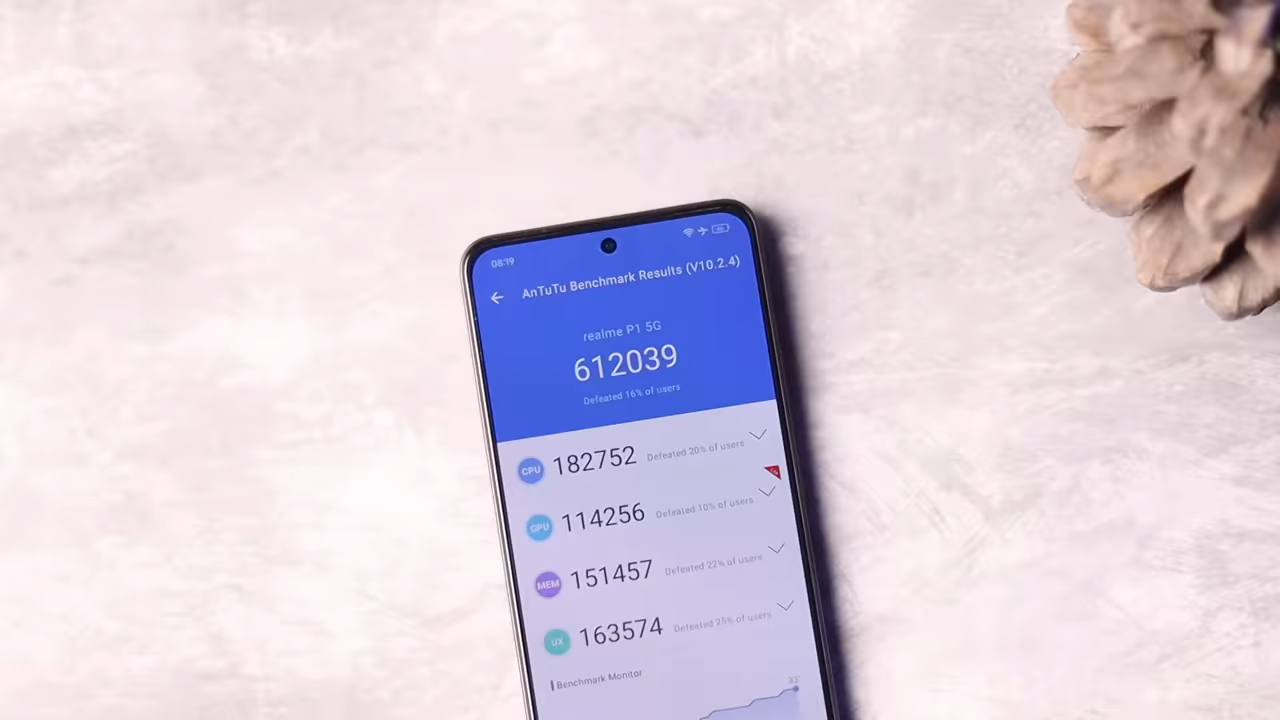 08:19
AnTuTu Benchmark Results (V10.2.4)
realme P1 5G
612039
Defeated 16% of users
CPU 182752 Defeated 20% of users
GPU 114256 Defeated 10% of users
MEM 151457 Defeated 22% of users
UX 163574 Defeated 25% of users
Benchmark Monitor
33°